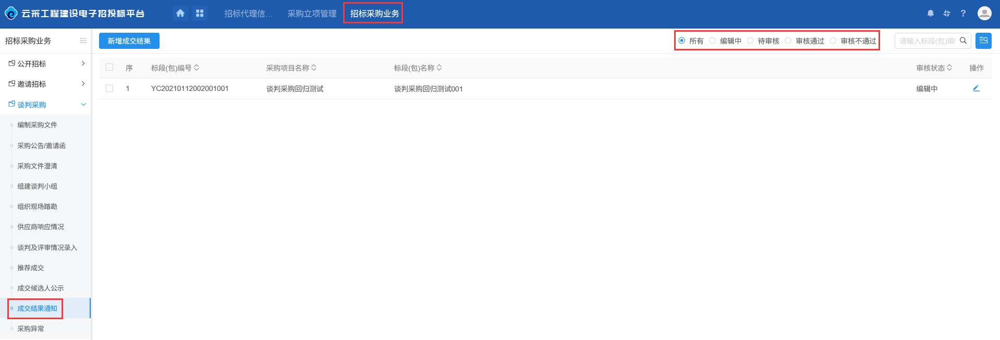 云采工程建设电子招投标平台
招标代理信...
采购立项管理
招标采购业务
招标采购业务
新增成交结果
所有 编辑中 待审核 审核通过 审核不通过
请输入标段(包)编
公开招标
邀请招标
谈判采购
编制采购文件
采购公告/邀请函
采购文件澄清
组建谈判小组
组织现场踏勘
供应商响应情况
谈判及评审情况录入
推荐成交
成交候选人公示
成交结果通知
采购异常
序 标段(包)编号 采购项目名称 标段(包)名称 审核状态 操作
1 YC20210112002001001 谈判采购回归测试 谈判采购回归测试001 编辑中